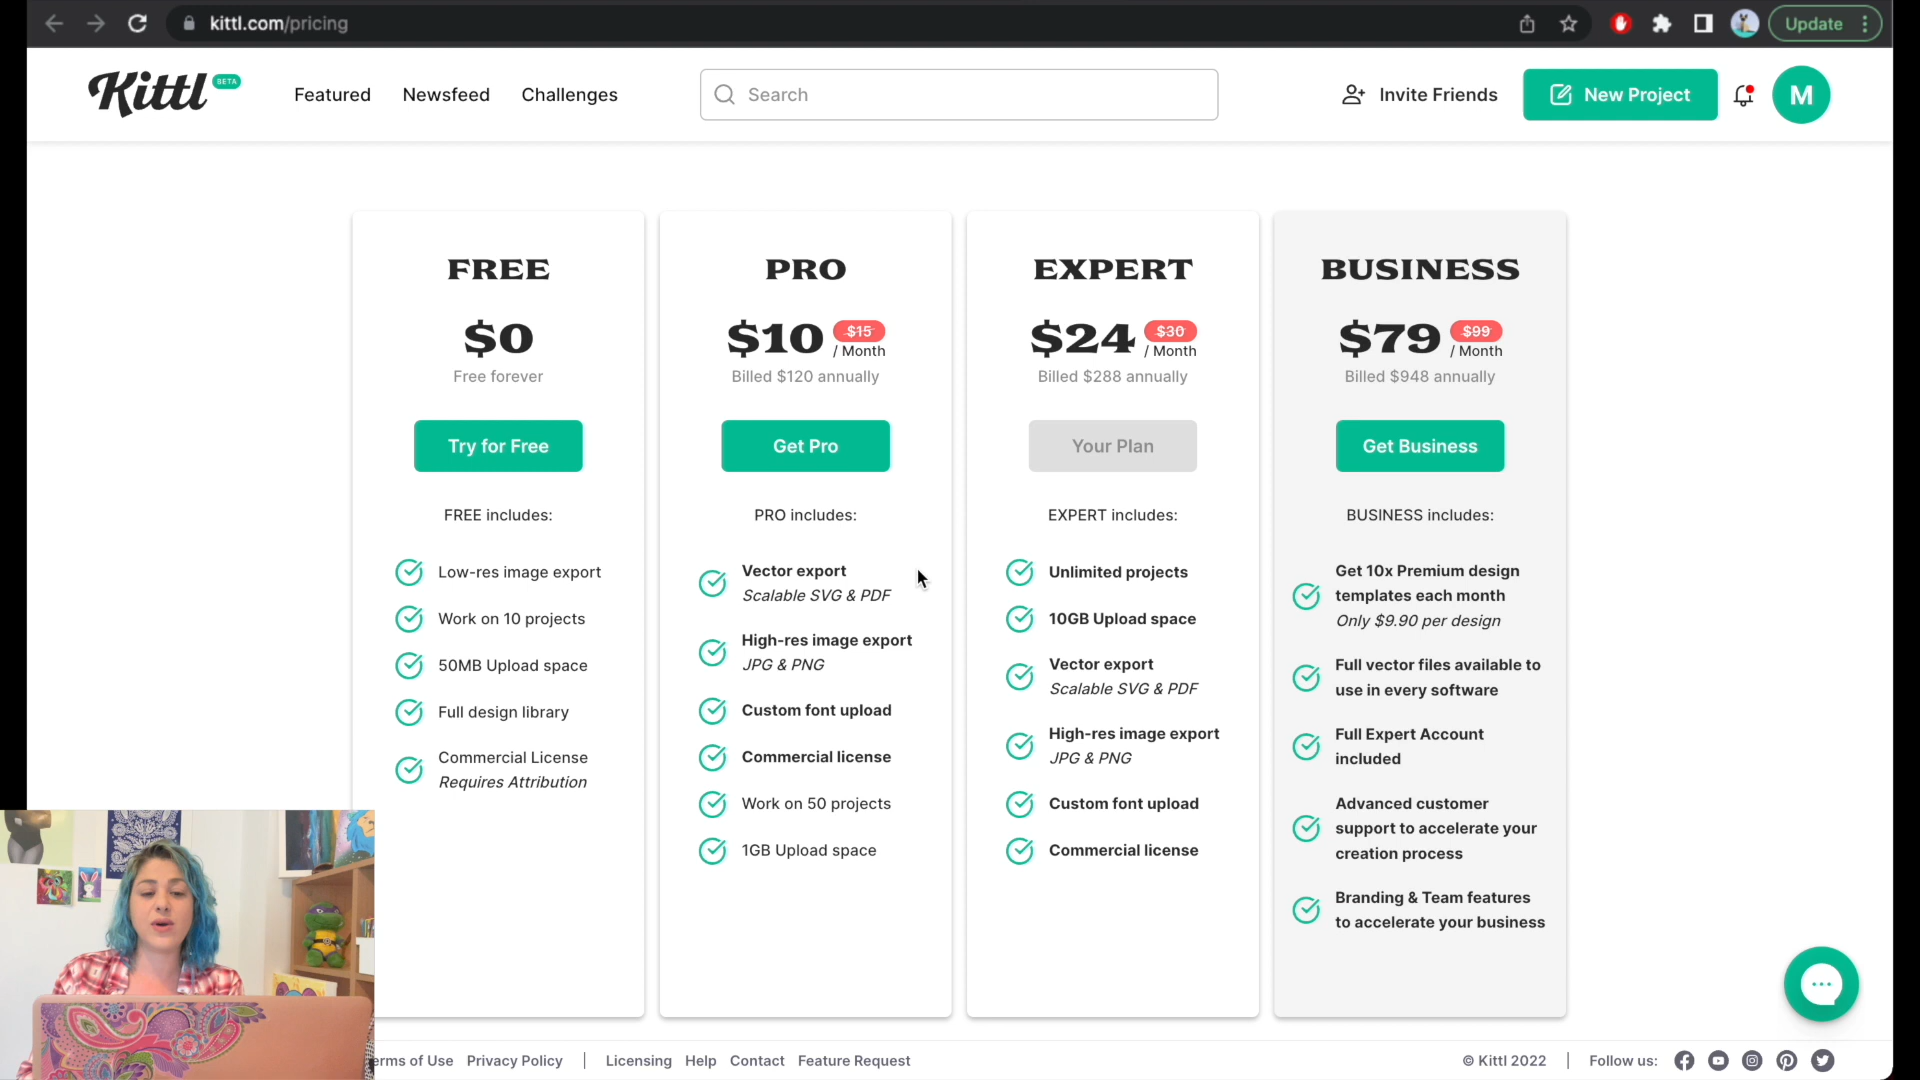 kittl.com/pricing
Update
Kittl BETA
Featured
Newsfeed
Challenges
Search
Invite Friends
New Project
M
FREE
$0
Free forever
Try for Free
FREE includes:
Low-res image export
Work on 10 projects
50MB Upload space
Full design library
Commercial License
Requires Attribution
PRO
$10 $15
/ Month
Billed $120 annually
Get Pro
PRO includes:
Vector export
Scalable SVG & PDF
High-res image export
JPG & PNG
Custom font upload
Commercial license
Work on 50 projects
1GB Upload space
EXPERT
$24 $30
/ Month
Billed $288 annually
Your Plan
EXPERT includes:
Unlimited projects
10GB Upload space
Vector export
Scalable SVG & PDF
High-res image export
JPG & PNG
Custom font upload
Commercial license
BUSINESS
$79 $99
/ Month
Billed $948 annually
Get Business
BUSINESS includes:
Get 10x Premium design
templates each month
Only $9.90 per design
Full vector files available to
use in every software
Full Expert Account
included
Advanced customer
support to accelerate your
creation process
Branding & Team features
to accelerate your business
erms of Use
Privacy Policy
Licensing
Help
Contact
Feature Request
© Kittl 2022
Follow us: